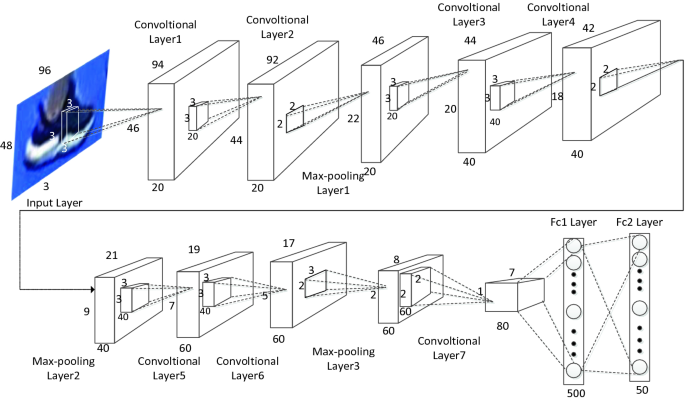 Convoltional
Layer1
Convoltional
Layer2
Convoltional
Layer3
Convoltional
Layer4
96
94
92
46
44
42
3
3
3
3
3
20
3
3
20
2
2
2
2
3
3
40
48
46
44
22
20
18
3
20
20
20
40
40
Input Layer
Max-pooling
Layer1
Fc1 Layer
Fc2 Layer
21
19
17
8
7
3
3
40
3
3
40
3
2
2
2
60
9
7
5
2
1
40
60
60
60
80
Max-pooling
Layer2
Convoltional
Layer5
Convoltional
Layer6
Max-pooling
Layer3
Convoltional
Layer7
500
50